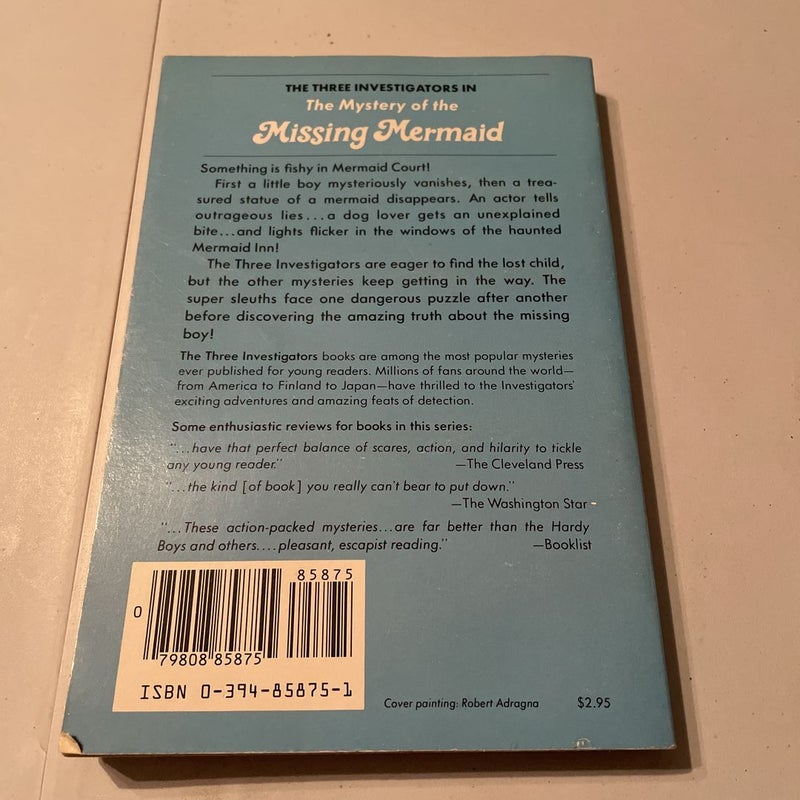 THE THREE INVESTIGATORS IN
The Mystery of the
Missing Mermaid
Something is fishy in Mermaid Court!
First a little boy mysteriously vanishes, then a trea-
sured statue of a mermaid disappears. An actor tells
outrageous lies...a dog lover gets an unexplained
bite...and lights flicker in the windows of the haunted
Mermaid Inn!
The Three Investigators are eager to find the lost child,
but the other mysteries keep getting in the way. The
super sleuths face one dangerous puzzle after another
before discovering the amazing truth about the missing
boy!
The Three Investigators books are among the most popular mysteries
ever published for young readers. Millions of fans around the world—
from America to Finland to Japan—have thrilled to the Investigators'
exciting adventures and amazing feats of detection.
Some enthusiastic reviews for books in this series:
"...have that perfect balance of scares, action, and hilarity to tickle
any young reader." —The Cleveland Press
"...the kind [of book] you really can't bear to put down."
—The Washington Star
"...These action-packed mysteries...are far better than the Hardy
Boys and others....pleasant, escapist reading." —Booklist
85875
0
79808 85875
ISBN 0-394-85875-1
Cover painting: Robert Adragna $2.95